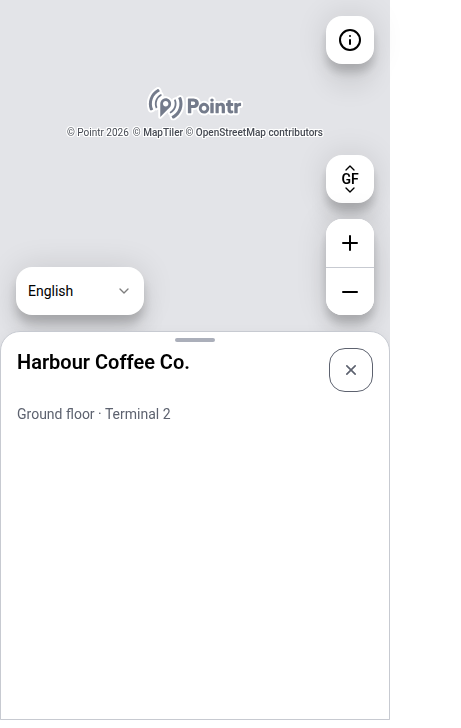 Pointr
© Pointr 2026 © MapTiler © OpenStreetMap contributors
GF
English
Harbour Coffee Co.
Ground floor · Terminal 2